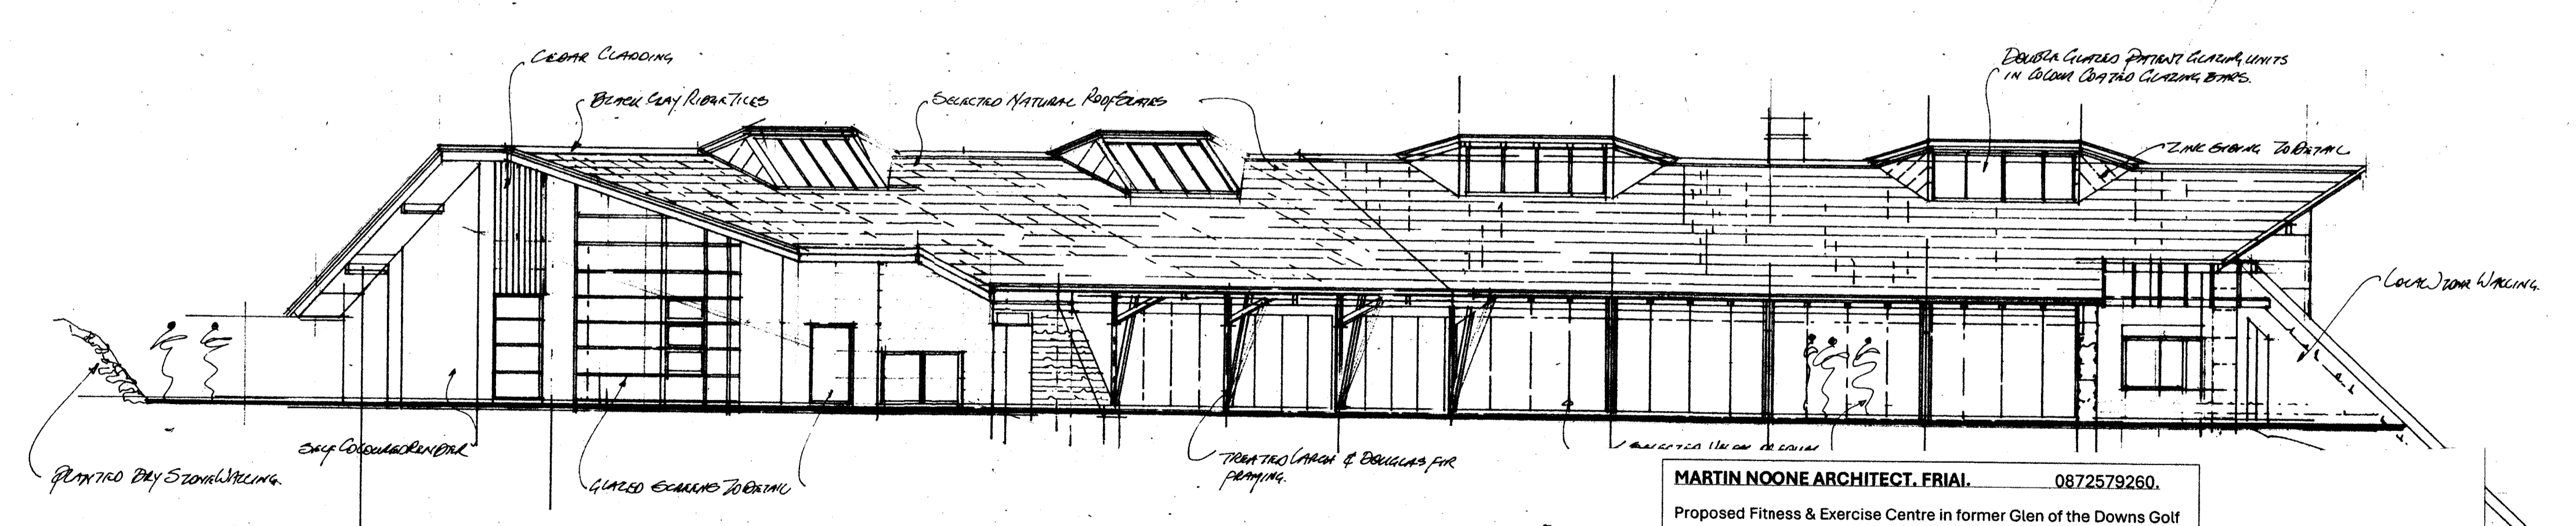 CEDAR CLADDING
BLACK CLAY RIDGE TILES
SELECTED NATURAL ROOF SLATES
DOUBLE GLAZED PATENT GLAZING UNITS
IN COLOUR COATED GLAZING BARS.
ZINC SIDING TO DETAIL
LOCAL STONE WALLING.
SELF COLOURED RENDER
PLANTED DRY STONE WALLING.
GLAZED SCREENS TO DETAIL
TREATED LARCH & DOUGLAS FIR
FRAMING.
SELECTED
MARTIN NOONE ARCHITECT. FRIAI. 0872579260.
Proposed Fitness & Exercise Centre in former Glen of the Downs Golf